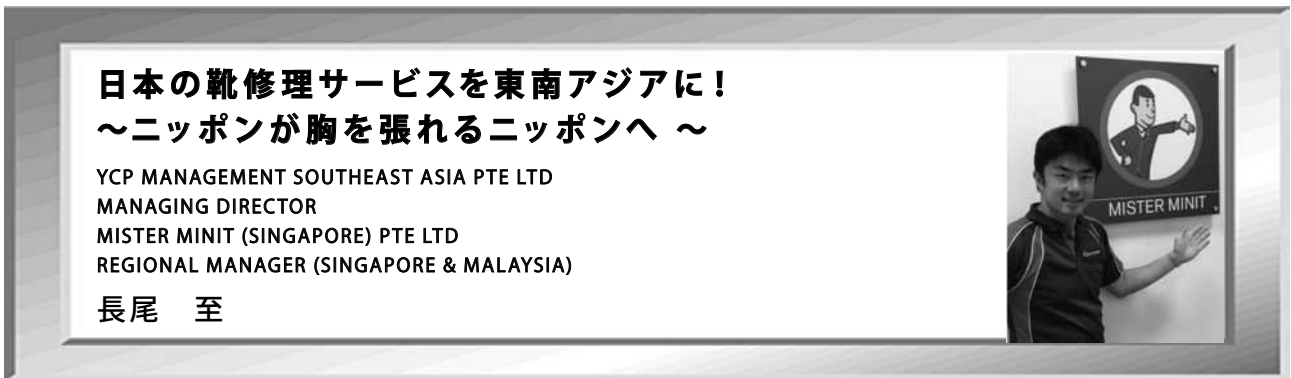 日本の靴修理サービスを東南アジアに！
～ニッポンが胸を張れるニッポンへ ～
YCP MANAGEMENT SOUTHEAST ASIA PTE LTD
MANAGING DIRECTOR
MISTER MINIT (SINGAPORE) PTE LTD
REGIONAL MANAGER (SINGAPORE & MALAYSIA)
長尾　至
MISTER MINIT